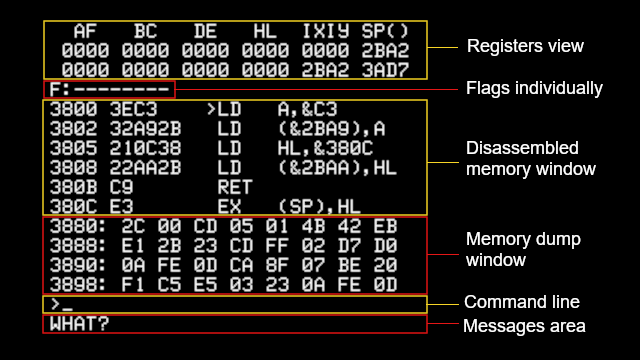 AF BC DE HL IXIY SP()
0000 0000 0000 0000 0000 2BA2
0000 0000 0000 0000 2BA2 3AD7
Registers view
F:--------
Flags individually
3800 3EC3 >LD A,&C3
3802 32A92B LD (&2BA9),A
3805 210C38 LD HL,&380C
3808 22AA2B LD (&2BAA),HL
380B C9 RET
380C E3 EX (SP),HL
Disassembled
memory window
3880: 2C 00 CD 05 01 4B 42 EB
3888: E1 2B 23 CD FF 02 D7 D0
3890: 0A FE 0D CA 8F 07 BE 20
3898: F1 C5 E5 03 23 0A FE 0D
Memory dump
window
>_
Command line
WHAT?
Messages area